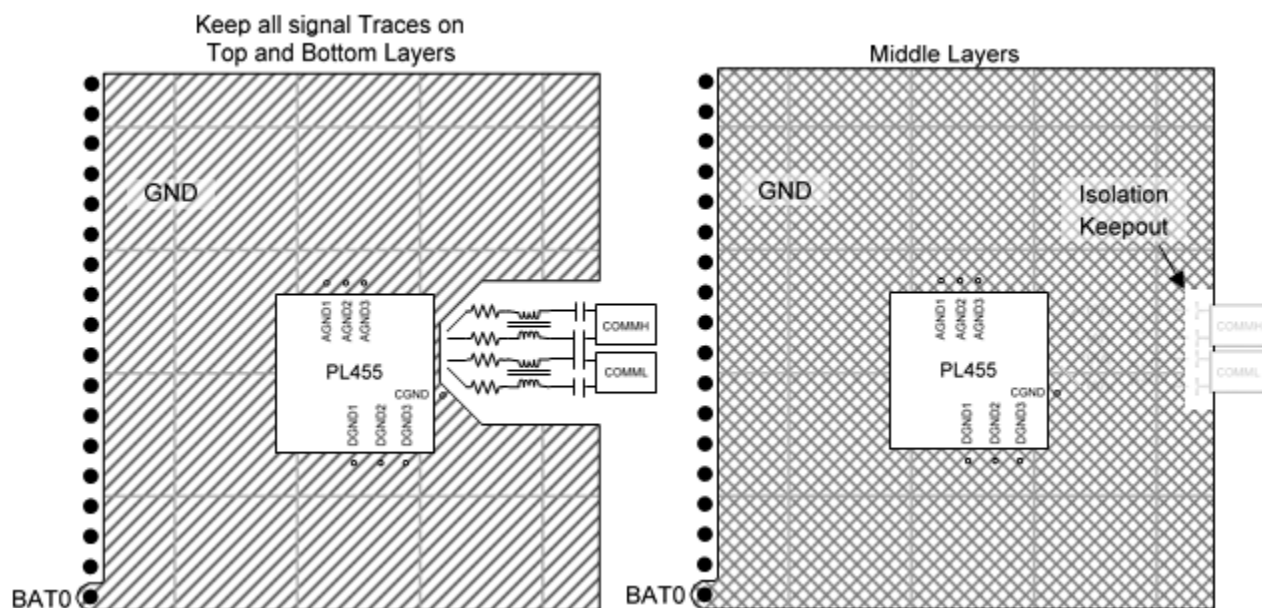 Keep all signal Traces on
Top and Bottom Layers
GND
AGND1
AGND2
AGND3
PL455
CGND
DGND1
DGND2
DGND3
COMMH
COMML
BAT0
Middle Layers
GND
Isolation
Keepout
AGND1
AGND2
AGND3
PL455
CGND
DGND1
DGND2
DGND3
COMMH
COMML
BAT0